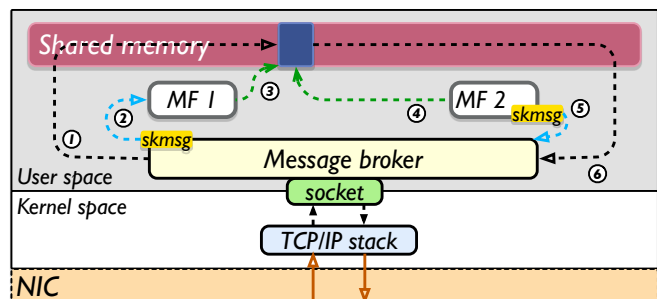 Shared memory
MF 1
③
MF 2
②
④
⑤
skmsg
①
skmsg
Message broker
⑥
User space
socket
Kernel space
TCP/IP stack
NIC